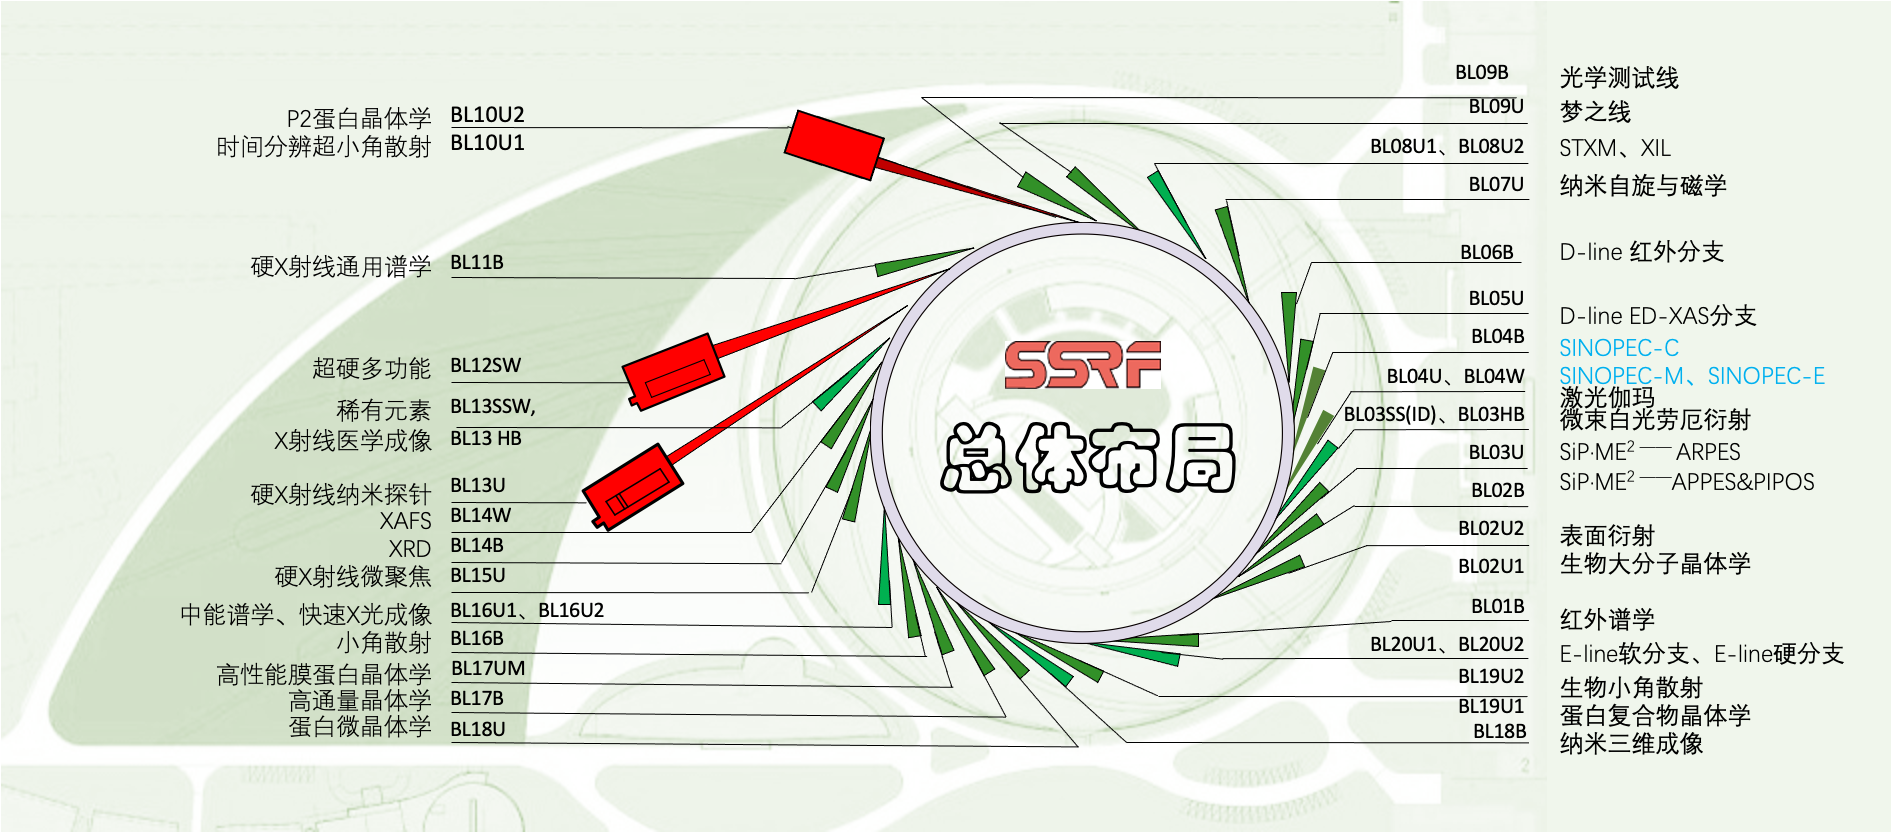 P2蛋白晶体学 BL10U2
时间分辨超小角散射 BL10U1
硬X射线通用谱学 BL11B
超硬多功能 BL12SW
稀有元素 BL13SSW,
X射线医学成像 BL13 HB
硬X射线纳米探针 BL13U
XAFS BL14W
XRD BL14B
硬X射线微聚焦 BL15U
中能谱学、快速X光成像 BL16U1、BL16U2
小角散射 BL16B
高性能膜蛋白晶体学 BL17UM
高通量晶体学 BL17B
蛋白微晶体学 BL18U
SSRF
总体布局
BL09B 光学测试线
BL09U 梦之线
BL08U1、BL08U2 STXM、XIL
BL07U 纳米自旋与磁学
BL06B D-line 红外分支
BL05U D-line ED-XAS分支
BL04B SINOPEC-C
BL04U、BL04W SINOPEC-M、SINOPEC-E
激光伽玛
BL03SS(ID)、BL03HB 微束白光劳厄衍射
BL03U SiP·ME² —— ARPES
BL02B SiP·ME² ——APPES&PIPOS
BL02U2 表面衍射
BL02U1 生物大分子晶体学
BL01B 红外谱学
BL20U1、BL20U2 E-line软分支、E-line硬分支
BL19U2 生物小角散射
BL19U1 蛋白复合物晶体学
BL18B 纳米三维成像
2